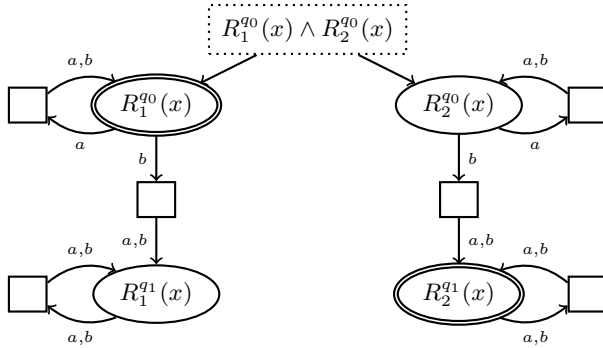 R_1^{q_0}(x) ∧ R_2^{q_0}(x)
a,b a,b
R_1^{q_0}(x) R_2^{q_0}(x)
a a
b b
a,b a,b
a,b a,b
R_1^{q_1}(x) R_2^{q_1}(x)
a,b a,b